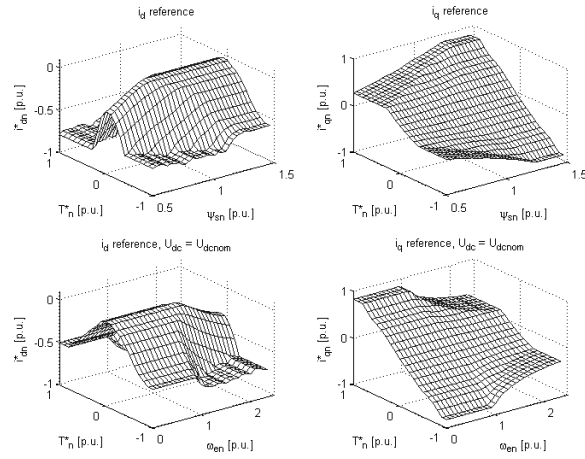 i_d reference
i_q reference
0
-0.5
-1
i*_dn [p.u.]
1
0
-1
T*_n [p.u.]
0.5
1
1.5
ψ_sn [p.u.]
1
0
-1
i*_qn [p.u.]
1
0
-1
T*_n [p.u.]
0.5
1
1.5
ψ_sn [p.u.]
i_d reference, U_dc = U_dcnom
i_q reference, U_dc = U_dcnom
0
-0.5
-1
i*_dn [p.u.]
1
0
-1
T*_n [p.u.]
0
1
2
ω_en [p.u.]
1
0
-1
i*_qn [p.u.]
1
0
-1
T*_n [p.u.]
0
1
2
ω_en [p.u.]